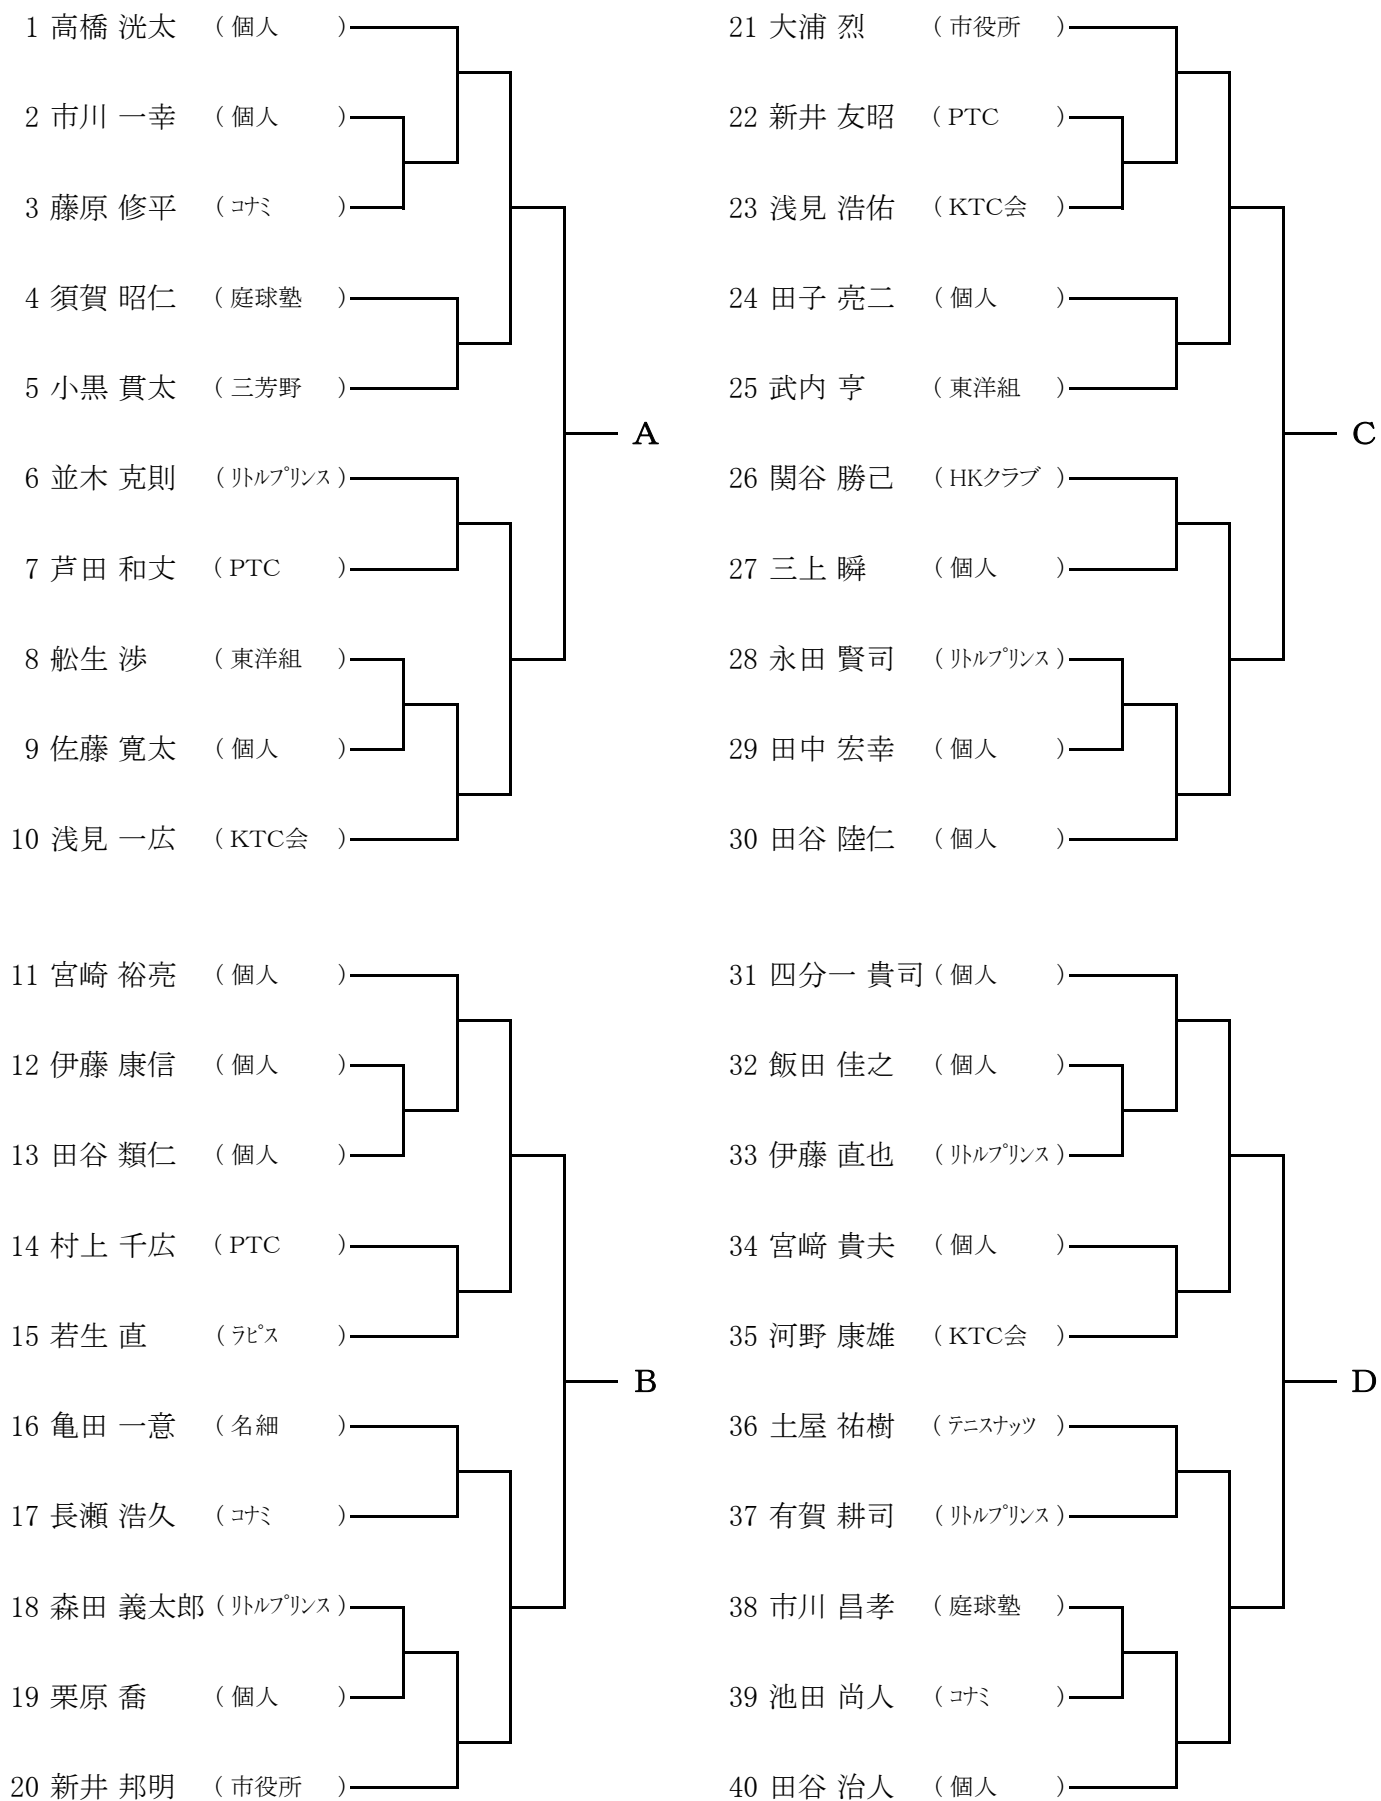 1 高橋 洸太 （ 個人 ）
2 市川 一幸 （ 個人 ）
3 藤原 修平 （ ｺﾅﾐ ）
4 須賀 昭仁 （ 庭球塾 ）
5 小黒 貫太 （ 三芳野 ）
A
6 並木 克則 （ ﾘﾄﾙﾌﾟﾘﾝｽ ）
7 芦田 和丈 （ PTC ）
8 舩生 渉 （ 東洋組 ）
9 佐藤 寛太 （ 個人 ）
10 浅見 一広 （ KTC会 ）
11 宮崎 裕亮 （ 個人 ）
12 伊藤 康信 （ 個人 ）
13 田谷 類仁 （ 個人 ）
14 村上 千広 （ PTC ）
15 若生 直 （ ﾗﾋﾟｽ ）
B
16 亀田 一意 （ 名細 ）
17 長瀬 浩久 （ ｺﾅﾐ ）
18 森田 義太郎 （ ﾘﾄﾙﾌﾟﾘﾝｽ ）
19 栗原 喬 （ 個人 ）
20 新井 邦明 （ 市役所 ）
21 大浦 烈 （ 市役所 ）
22 新井 友昭 （ PTC ）
23 浅見 浩佑 （ KTC会 ）
24 田子 亮二 （ 個人 ）
25 武内 亨 （ 東洋組 ）
C
26 関谷 勝己 （ HKクラブ ）
27 三上 瞬 （ 個人 ）
28 永田 賢司 （ ﾘﾄﾙﾌﾟﾘﾝｽ ）
29 田中 宏幸 （ 個人 ）
30 田谷 陸仁 （ 個人 ）
31 四分一 貴司 （ 個人 ）
32 飯田 佳之 （ 個人 ）
33 伊藤 直也 （ ﾘﾄﾙﾌﾟﾘﾝｽ ）
34 宮﨑 貴夫 （ 個人 ）
35 河野 康雄 （ KTC会 ）
D
36 土屋 祐樹 （ ﾃﾆｽﾅｯﾂ ）
37 有賀 耕司 （ ﾘﾄﾙﾌﾟﾘﾝｽ ）
38 市川 昌孝 （ 庭球塾 ）
39 池田 尚人 （ ｺﾅﾐ ）
40 田谷 治人 （ 個人 ）